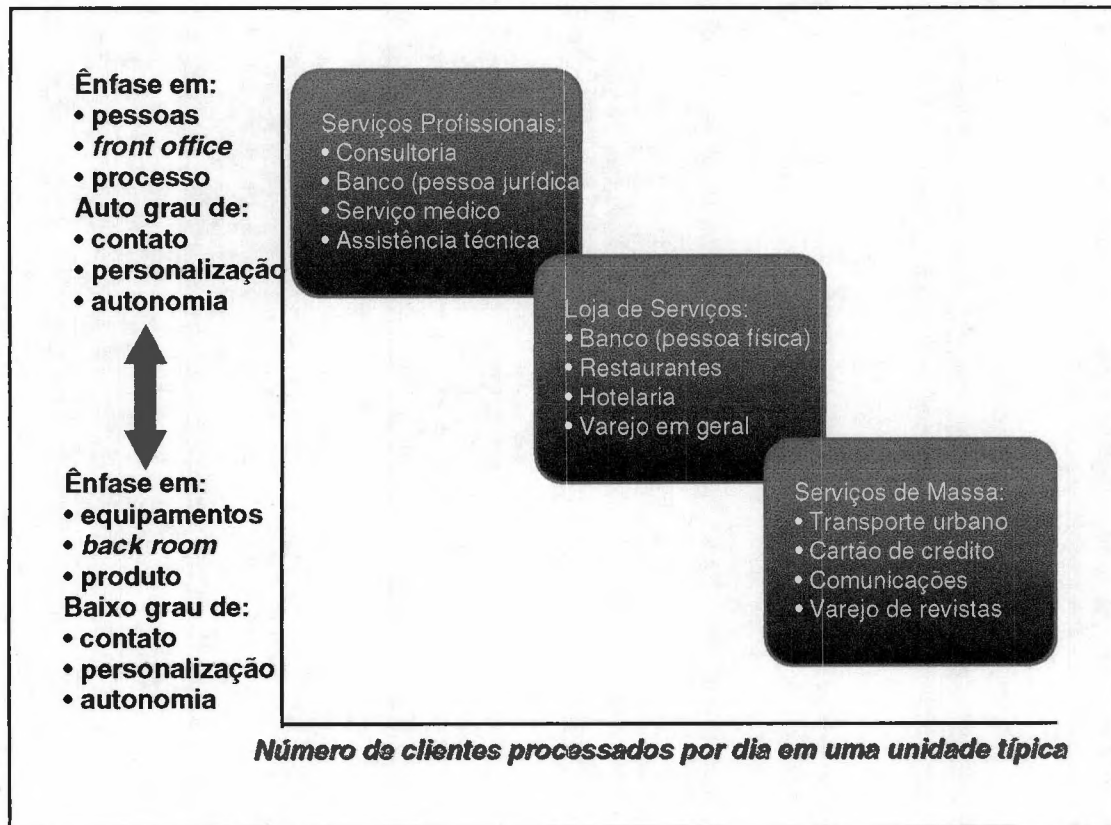 Ênfase em:
• pessoas
• front office
• processo
Auto grau de:
• contato
• personalização
• autonomia
Ênfase em:
• equipamentos
• back room
• produto
Baixo grau de:
• contato
• personalização
• autonomia
Serviços Profissionais:
• Consultoria
• Banco (pessoa jurídica
• Serviço médico
• Assistência técnica
Loja de Serviços:
• Banco (pessoa física)
• Restaurantes
• Hotelaria
• Varejo em geral
Serviços de Massa:
• Transporte urbano
• Cartão de crédito
• Comunicações
• Varejo de revistas
Número de clientes processados por dia em uma unidade típica